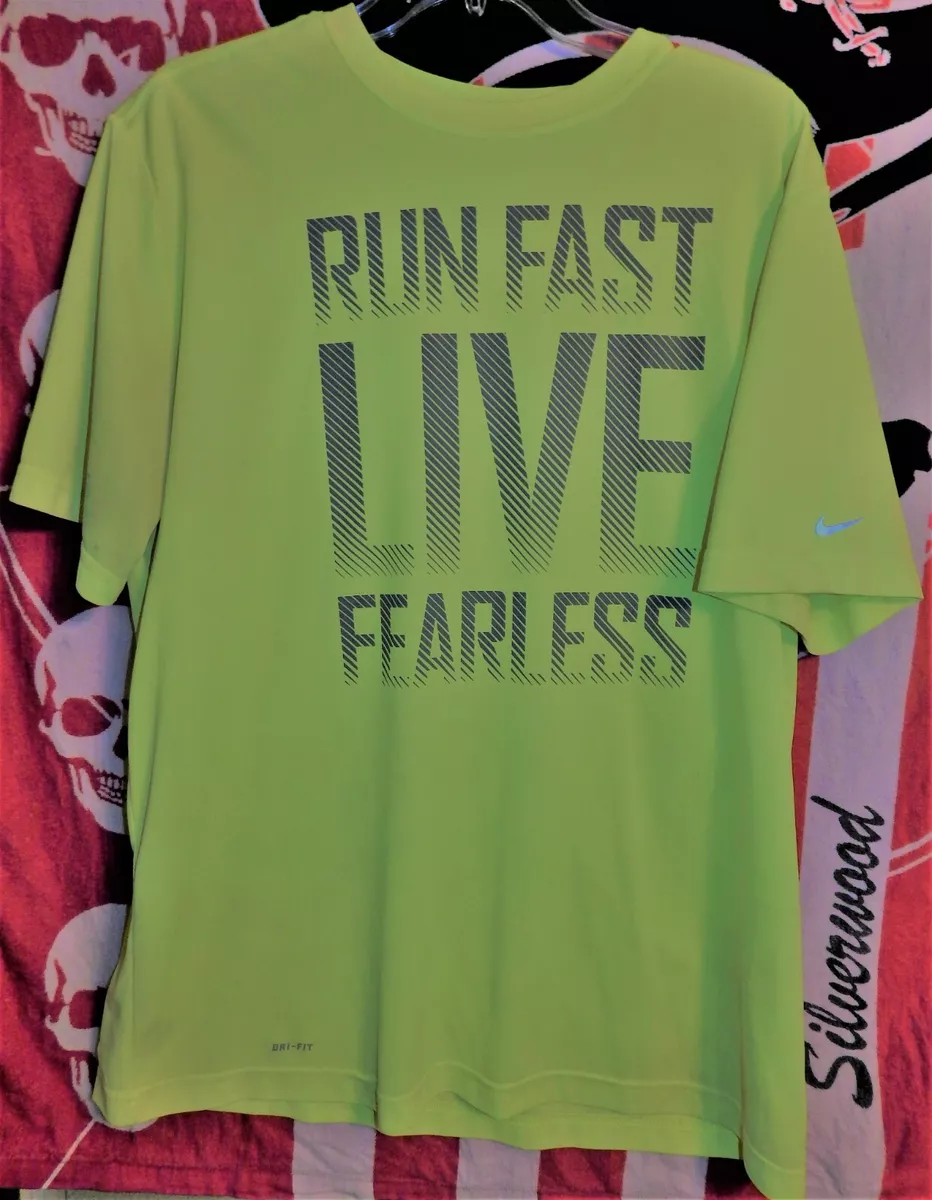 RUN FAST
LIVE
FEARLESS
DRI-FIT
Silverwood